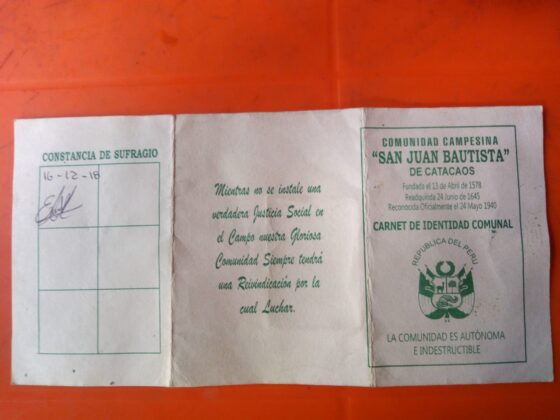 CONSTANCIA DE SUFRAGIO
16-12-18
Mientras no se instale una
verdadera Justicia Social en
el Campo nuestra Gloriosa
Comunidad Siempre tendrá
una Reivindicación por la
cual Luchar.
COMUNIDAD CAMPESINA
"SAN JUAN BAUTISTA"
DE CATACAOS
Fundada el 13 de Abril de 1578
Readquirida 24 Junio de 1645
Reconocida Oficialmente el 24 Mayo 1940
CARNET DE IDENTIDAD COMUNAL
REPÚBLICA DEL PERÚ
LA COMUNIDAD ES AUTÓNOMA
E INDESTRUCTIBLE